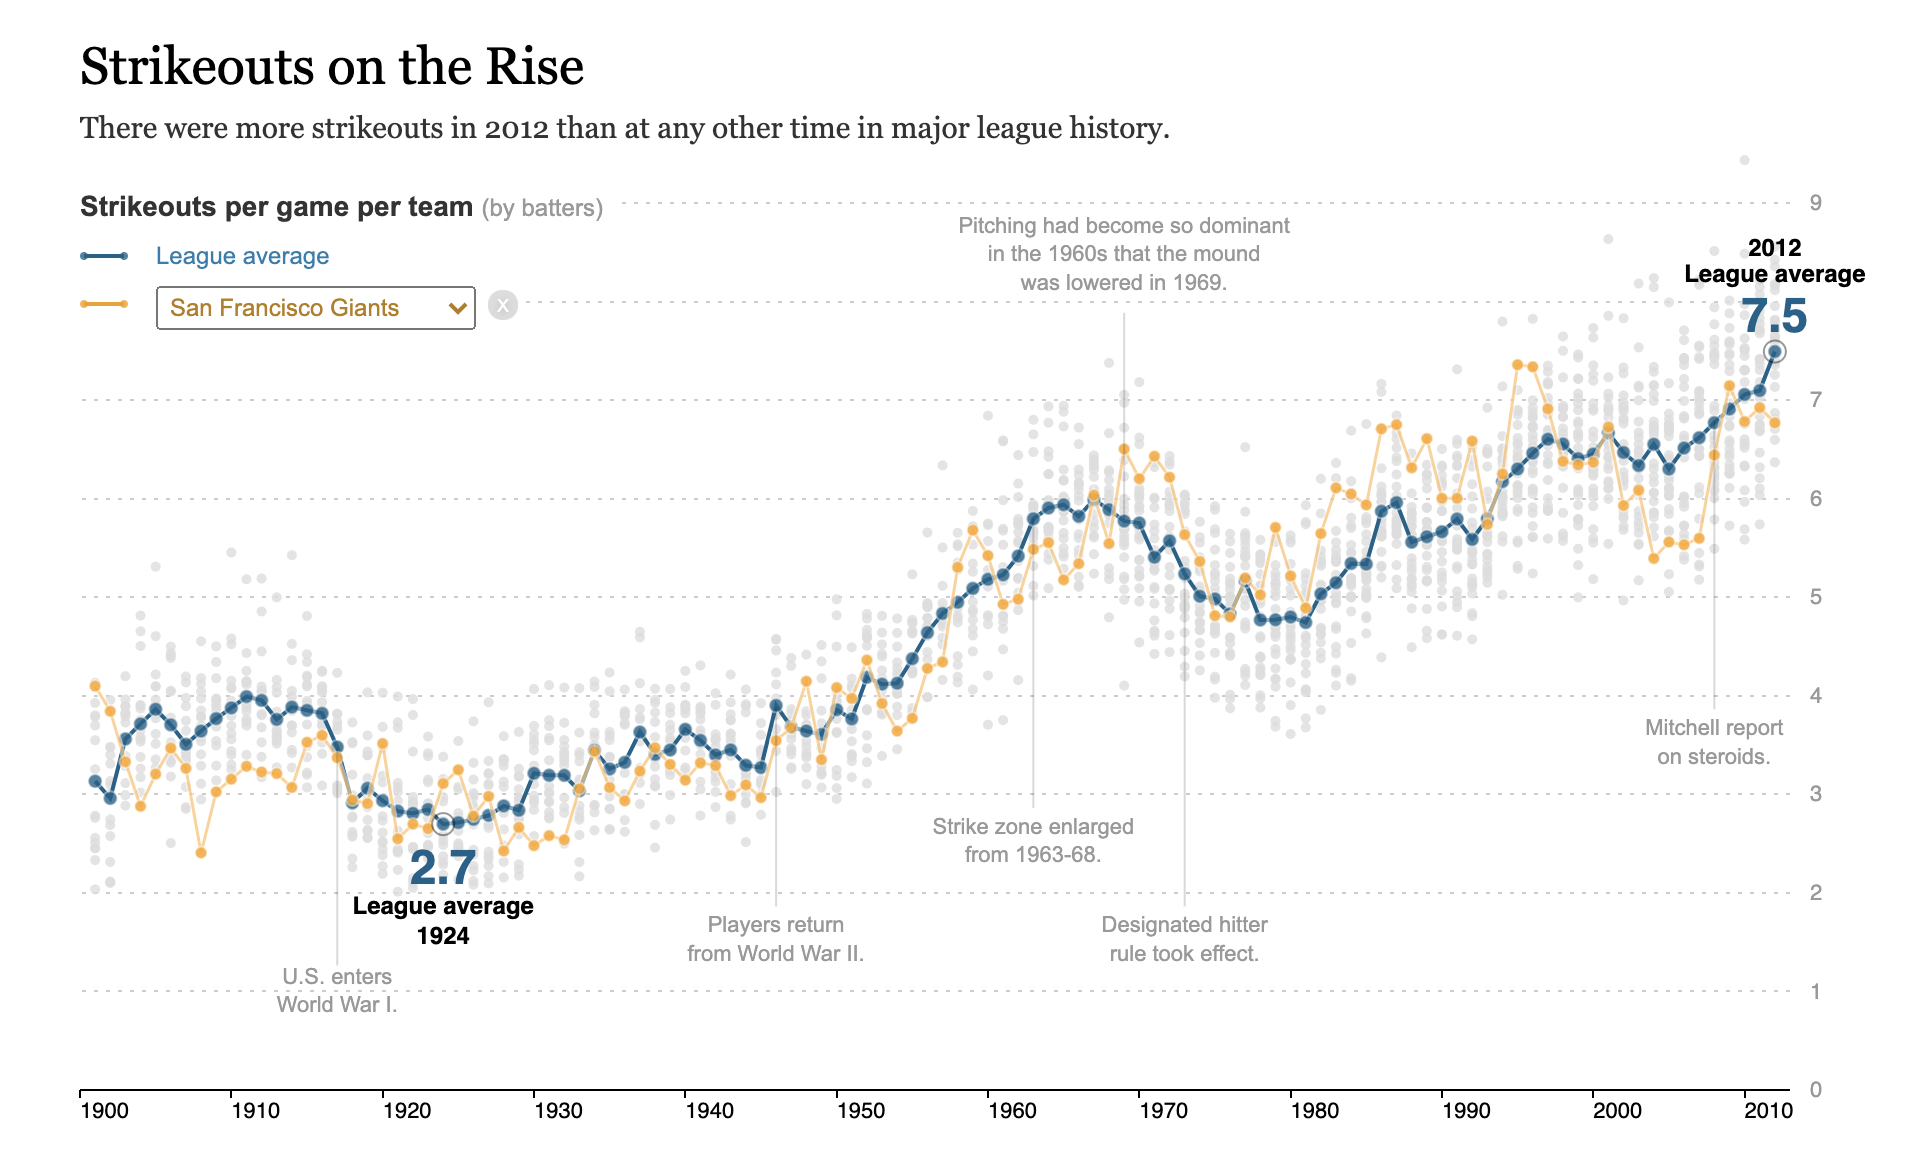 Strikeouts on the Rise
There were more strikeouts in 2012 than at any other time in major league history.
Strikeouts per game per team (by batters)
League average
San Francisco Giants
x
Pitching had become so dominant
in the 1960s that the mound
was lowered in 1969.
2012
League average
7.5
9
7
6
5
4
3
2
1
0
Mitchell report
on steroids.
Strike zone enlarged
from 1963-68.
2.7
League average
1924
Players return
from World War II.
Designated hitter
rule took effect.
U.S. enters
World War I.
1900
1910
1920
1930
1940
1950
1960
1970
1980
1990
2000
2010